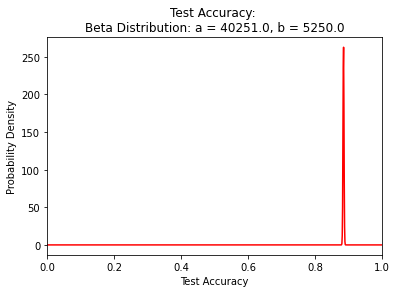 Test Accuracy:
Beta Distribution: a = 40251.0, b = 5250.0
250
200
150
100
50
0
Probability Density
0.0 0.2 0.4 0.6 0.8 1.0
Test Accuracy